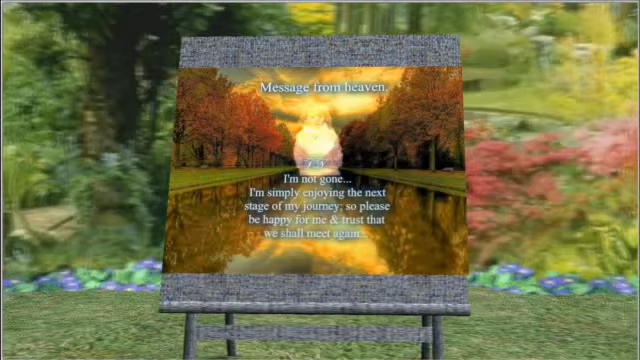 Message from heaven.
I'm not gone...
I'm simply enjoying the next
stage of my journey; so please
be happy for me & trust that
we shall meet again...